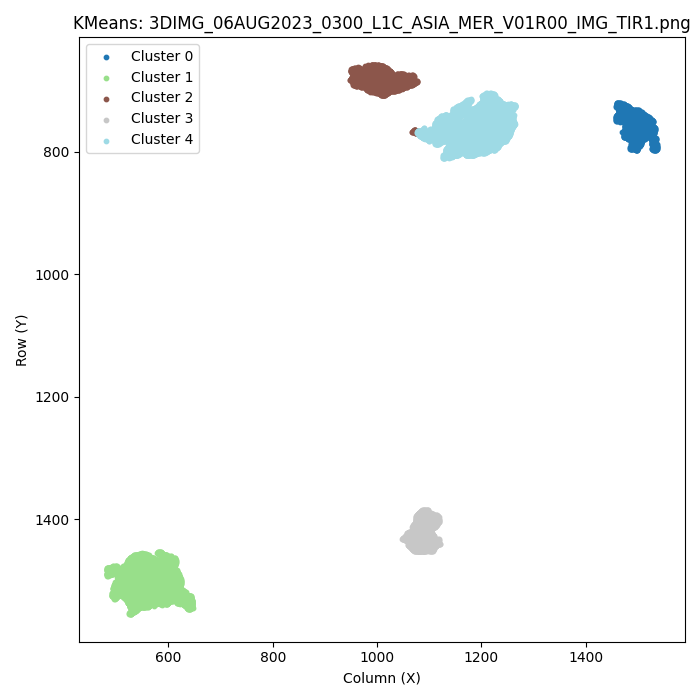 KMeans: 3DIMG_06AUG2023_0300_L1C_ASIA_MER_V01R00_IMG_TIR1.png
Cluster 0
Cluster 1
Cluster 2
Cluster 3
Cluster 4
800
1000
1200
1400
Row (Y)
600 800 1000 1200 1400
Column (X)